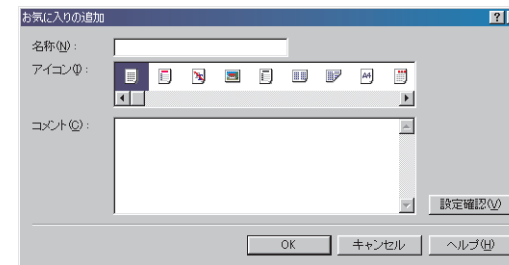 お気に入りの追加
名称(N):
アイコン(I):
A4
コメント(C):
設定確認(V)
OK
キャンセル
ヘルプ(H)